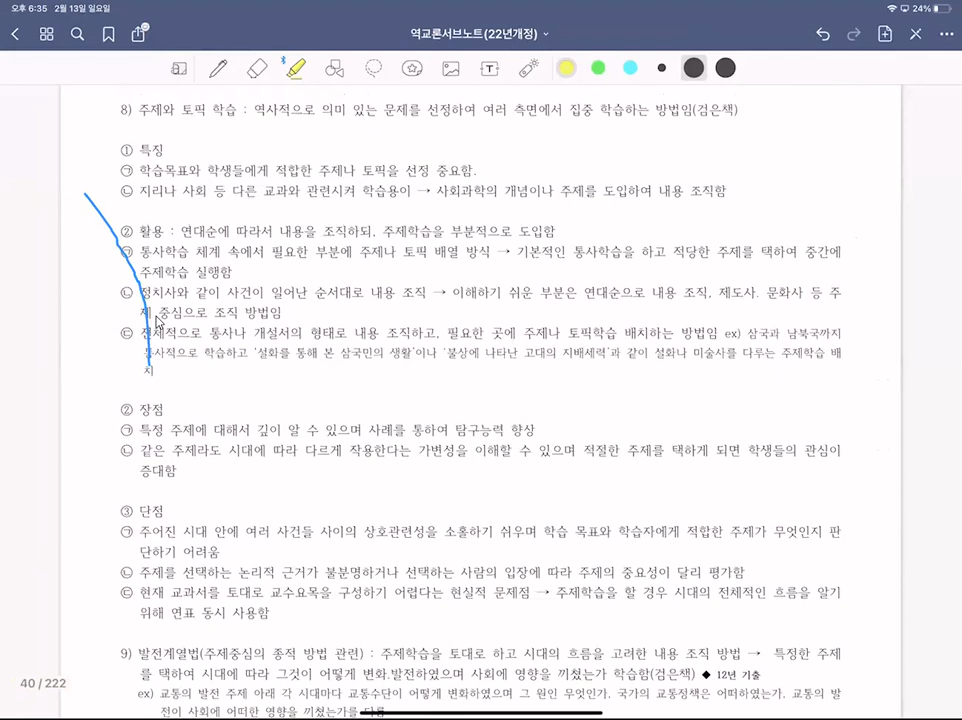 오후 6:35 2월 13일 일요일
24%
역교론서브노트(22년개정)
8) 주제와 토픽 학습 : 역사적으로 의미 있는 문제를 선정하여 여러 측면에서 집중 학습하는 방법임(검은책)
① 특징
㉠ 학습목표와 학생들에게 적합한 주제나 토픽을 선정 중요함.
㉡ 지리나 사회 등 다른 교과와 관련시켜 학습용이 → 사회과학의 개념이나 주제를 도입하여 내용 조직함
② 활용 : 연대순에 따라서 내용을 조직하되, 주제학습을 부분적으로 도입함
㉠ 통사학습 체계 속에서 필요한 부분에 주제나 토픽 배열 방식 → 기본적인 통사학습을 하고 적당한 주제를 택하여 중간에
주제학습 실행함
㉡ 정치사와 같이 사건이 일어난 순서대로 내용 조직 → 이해하기 쉬운 부분은 연대순으로 내용 조직, 제도사. 문화사 등 주
제 중심으로 조직 방법임
㉢ 전체적으로 통사나 개설서의 형태로 내용 조직하고, 필요한 곳에 주제나 토픽학습 배치하는 방법임 ex) 삼국과 남북국까지
통사적으로 학습하고 '설화를 통해 본 삼국민의 생활'이나 '불상에 나타난 고대의 지배세력'과 같이 설화나 미술사를 다루는 주제학습 배
치
② 장점
㉠ 특정 주제에 대해서 깊이 알 수 있으며 사례를 통하여 탐구능력 향상
㉡ 같은 주제라도 시대에 따라 다르게 작용한다는 가변성을 이해할 수 있으며 적절한 주제를 택하게 되면 학생들의 관심이
증대함
③ 단점
㉠ 주어진 시대 안에 여러 사건들 사이의 상호관련성을 소홀하기 쉬우며 학습 목표와 학습자에게 적합한 주제가 무엇인지 판
단하기 어려움
㉡ 주제를 선택하는 논리적 근거가 불분명하거나 선택하는 사람의 입장에 따라 주제의 중요성이 달리 평가함
㉢ 현재 교과서를 토대로 교수요목을 구성하기 어렵다는 현실적 문제점 → 주제학습을 할 경우 시대의 전체적인 흐름을 알기
위해 연표 동시 사용함
9) 발전계열법(주제중심의 종적 방법 관련) : 주제학습을 토대로 하고 시대의 흐름을 고려한 내용 조직 방법 → 특정한 주제
를 택하여 시대에 따라 그것이 어떻게 변화.발전하였으며 사회에 영향을 끼쳤는가 학습함(검은책) ◆ 12년 기출
ex) 교통의 발전 주제 아래 각 시대마다 교통수단이 어떻게 변화하였으며 그 원인 무엇인가, 국가의 교통정책은 어떠하였는가, 교통의 발
전이 사회에 어떠한 영향을 끼쳤는가를 다룸
40 / 222